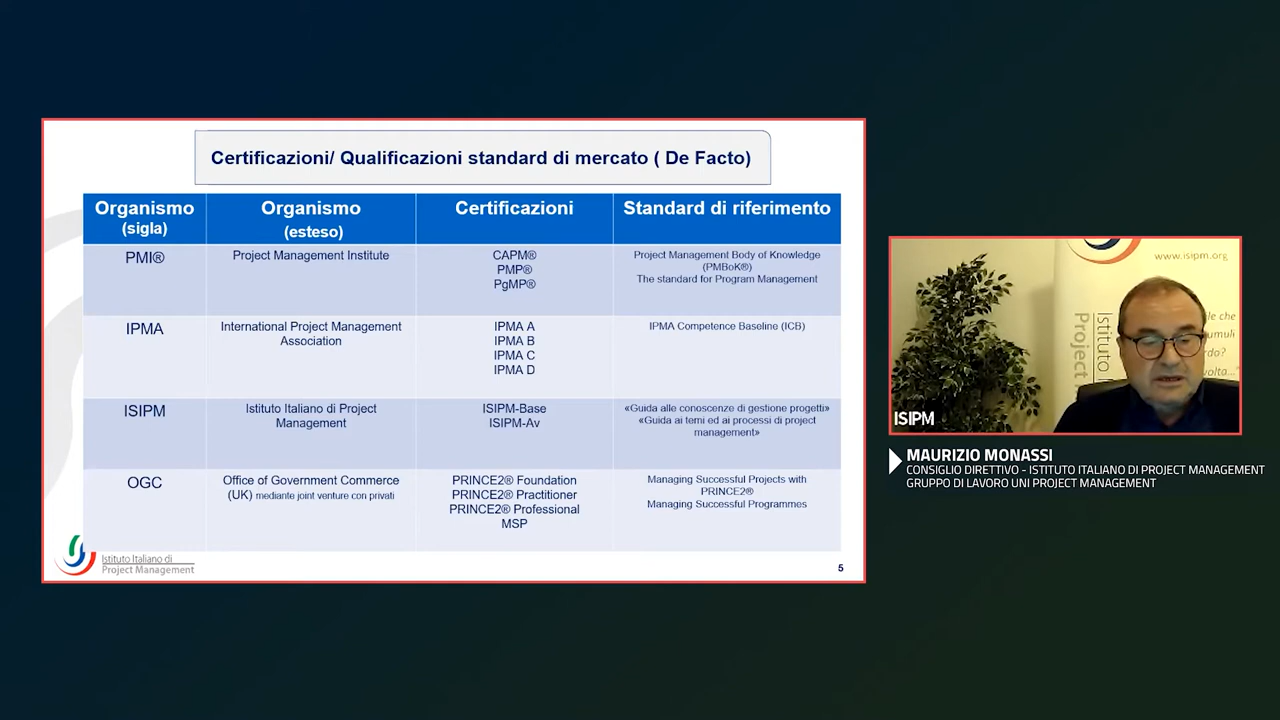 Certificazioni/ Qualificazioni standard di mercato ( De Facto)
Organismo
(sigla)
Organismo
(esteso)
Certificazioni
Standard di riferimento
PMI®
Project Management Institute
CAPM®
PMP®
PgMP®
Project Management Body of Knowledge
(PMBoK®)
The standard for Program Management
IPMA
International Project Management
Association
IPMA A
IPMA B
IPMA C
IPMA D
IPMA Competence Baseline (ICB)
ISIPM
Istituto Italiano di Project
Management
ISIPM-Base
ISIPM-Av
«Guida alle conoscenze di gestione progetti»
«Guida ai temi ed ai processi di project
management»
OGC
Office of Government Commerce
(UK) mediante joint venture con privati
PRINCE2® Foundation
PRINCE2® Practitioner
PRINCE2® Professional
MSP
Managing Successful Projects with
PRINCE2®
Managing Successful Programmes
Istituto Italiano di
Project Management
5
www.isipm.org
Istituto
Project
che
volta..."
ISIPM
MAURIZIO MONASSI
CONSIGLIO DIRETTIVO - ISTITUTO ITALIANO DI PROJECT MANAGEMENT
GRUPPO DI LAVORO UNI PROJECT MANAGEMENT